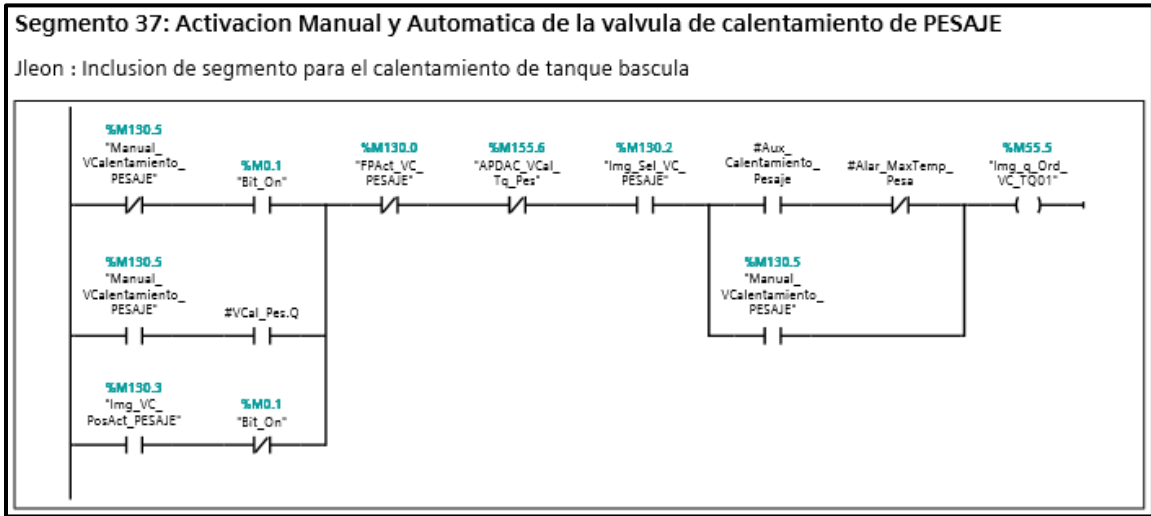 Segmento 37: Activacion Manual y Automatica de la valvula de calentamiento de PESAJE
Jleon : Inclusion de segmento para el calentamiento de tanque bascula
%M130.5
"Manual_
VCalentamiento_
PESAJE"
%M0.1
"Bit_On"
%M130.0
"FPAct_VC_
PESAJE"
%M155.6
"APDAC_VCal_
Tq_Pes"
%M130.2
"Img_Sel_VC_
PESAJE"
#Aux_
Calentamiento_
Pesaje
#Alar_MaxTemp_
Pesa
%M55.5
"Img_q_Ord_
VC_TQ01"
%M130.5
"Manual_
VCalentamiento_
PESAJE"
#VCal_Pes.Q
%M130.5
"Manual_
VCalentamiento_
PESAJE"
%M130.3
"Img_VC_
PosAct_PESAJE"
%M0.1
"Bit_On"